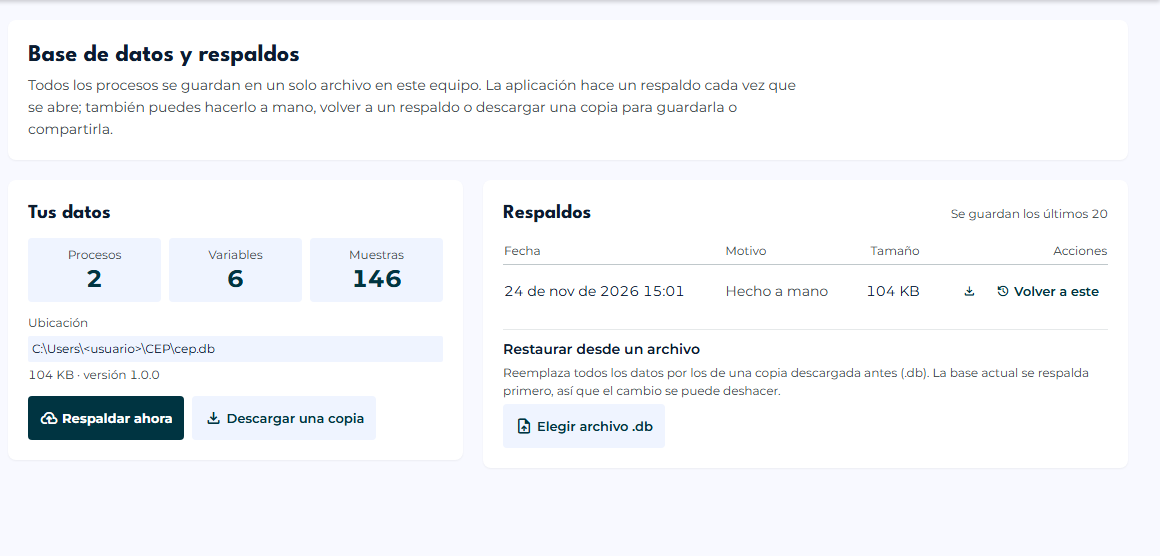 Base de datos y respaldos
Todos los procesos se guardan en un solo archivo en este equipo. La aplicación hace un respaldo cada vez que
se abre; también puedes hacerlo a mano, volver a un respaldo o descargar una copia para guardarla o
compartirla.
Tus datos
Procesos
2
Variables
6
Muestras
146
Ubicación
C:\Users\<usuario>\CEP\cep.db
104 KB · versión 1.0.0
Respaldar ahora
Descargar una copia
Respaldos
Se guardan los últimos 20
Fecha Motivo Tamaño Acciones
24 de nov de 2026 15:01 Hecho a mano 104 KB Volver a este
Restaurar desde un archivo
Reemplaza todos los datos por los de una copia descargada antes (.db). La base actual se respalda
primero, así que el cambio se puede deshacer.
Elegir archivo .db